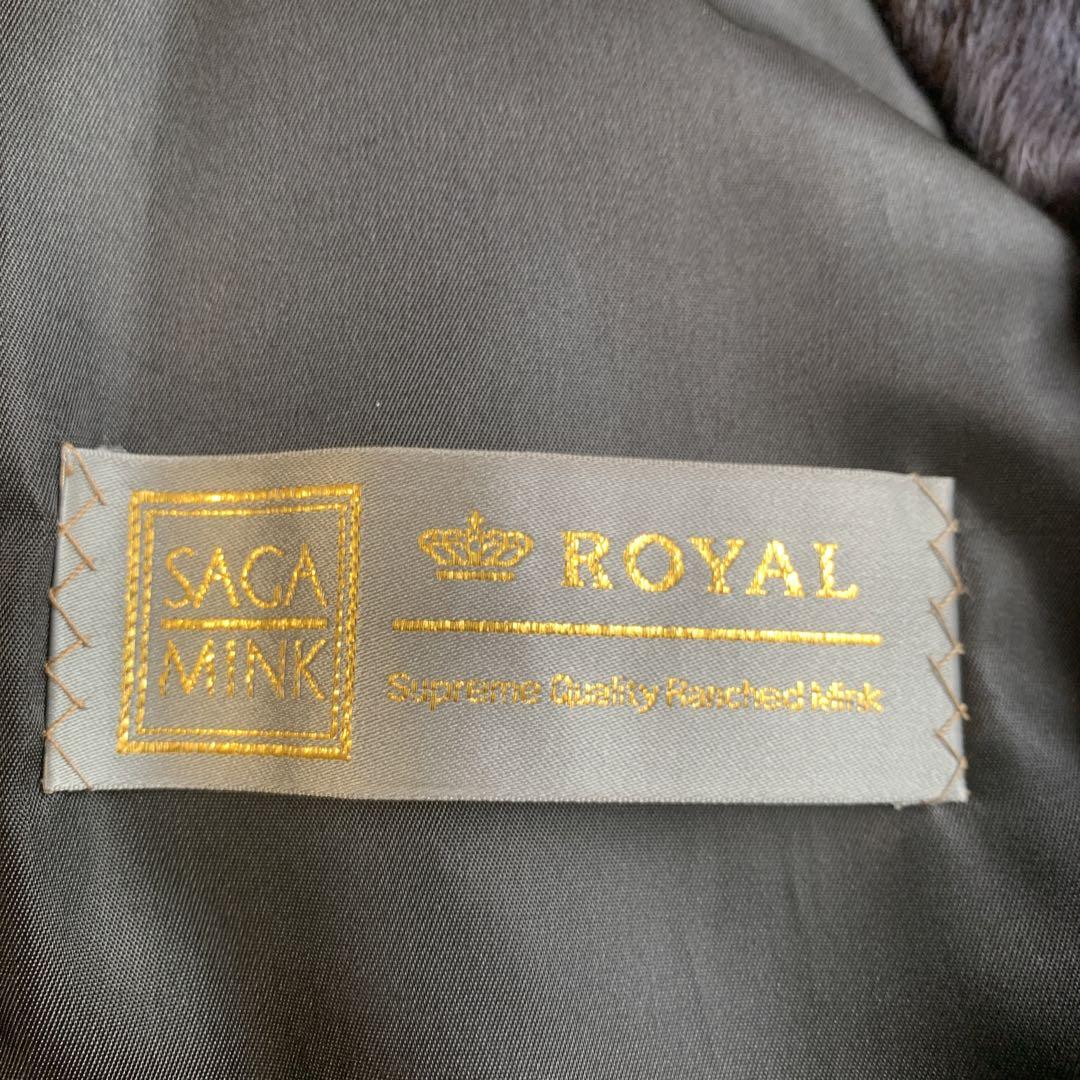 SAGA
MINK
ROYAL
Supreme Quality Ranched Mink